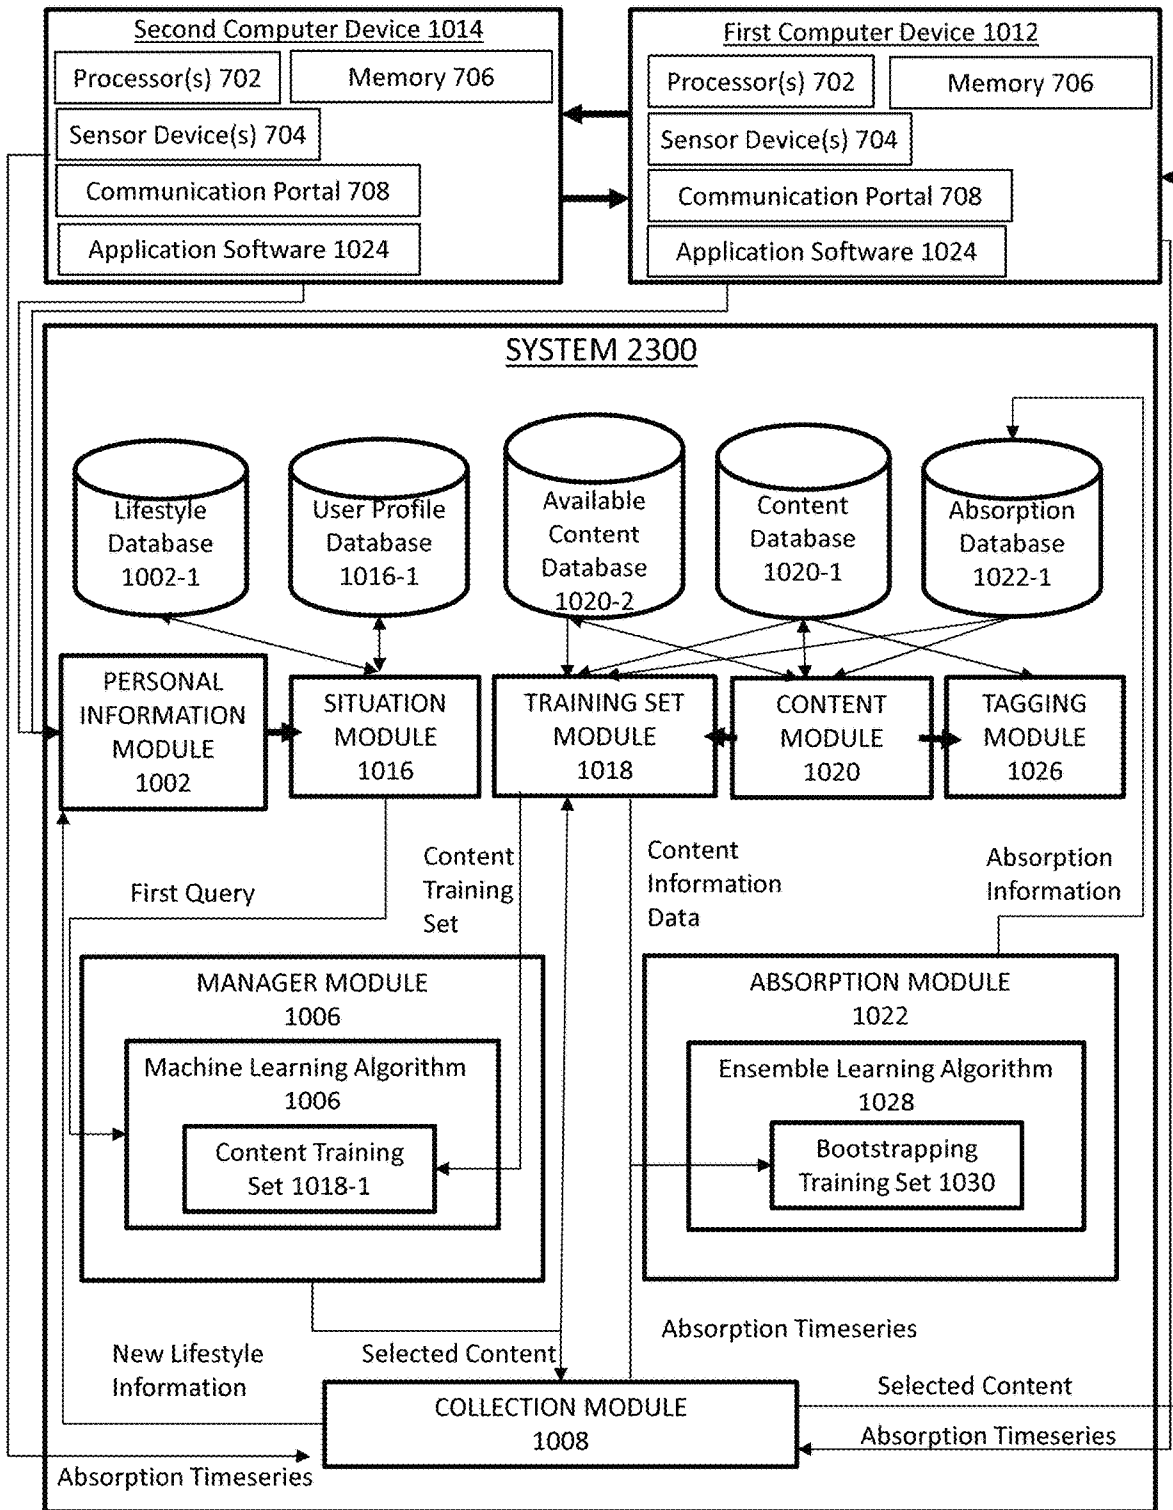 Second Computer Device 1014
Processor(s) 702
Memory 706
Sensor Device(s) 704
Communication Portal 708
Application Software 1024
First Computer Device 1012
Processor(s) 702
Memory 706
Sensor Device(s) 704
Communication Portal 708
Application Software 1024
SYSTEM 2300
Lifestyle
Database
1002-1
User Profile
Database
1016-1
Available
Content
Database
1020-2
Content
Database
1020-1
Absorption
Database
1022-1
PERSONAL
INFORMATION
MODULE
1002
SITUATION
MODULE
1016
TRAINING SET
MODULE
1018
CONTENT
MODULE
1020
TAGGING
MODULE
1026
First Query
Content
Training
Set
Content
Information
Data
Absorption
Information
MANAGER MODULE
1006
Machine Learning Algorithm
1006
Content Training
Set 1018-1
ABSORPTION MODULE
1022
Ensemble Learning Algorithm
1028
Bootstrapping
Training Set 1030
New Lifestyle
Information
Selected Content
Absorption Timeseries
COLLECTION MODULE
1008
Selected Content
Absorption Timeseries
Absorption Timeseries